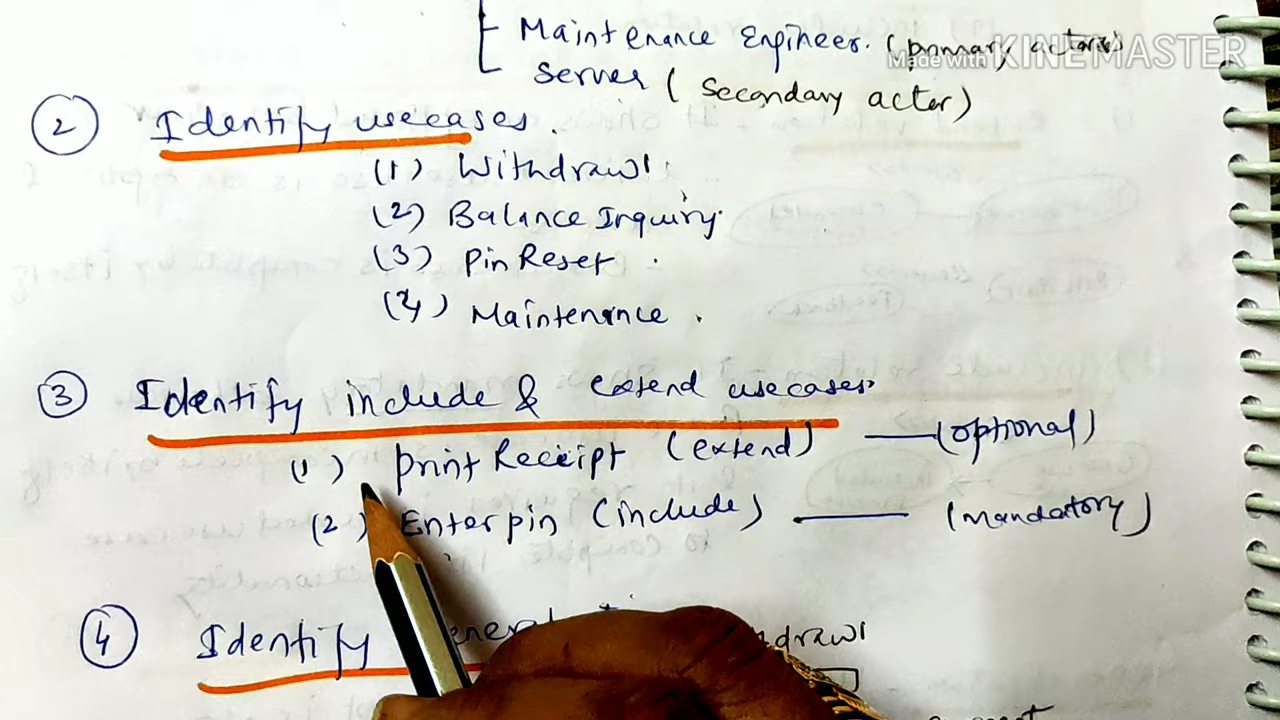 Maintenance Engineer. (primary actors)
Made with KINEMASTER
Server (Secondary acter)
2 Identify usecases.
(1) Withdrawl
(2) Balance Inquiry.
(3) Pin Reset .
(4) Maintenance .
3 Identify include & extend usecases.
(1) Print Receipt (extend) — (optional)
(2) Enter pin (include) — (Mandatory)
4 Identify